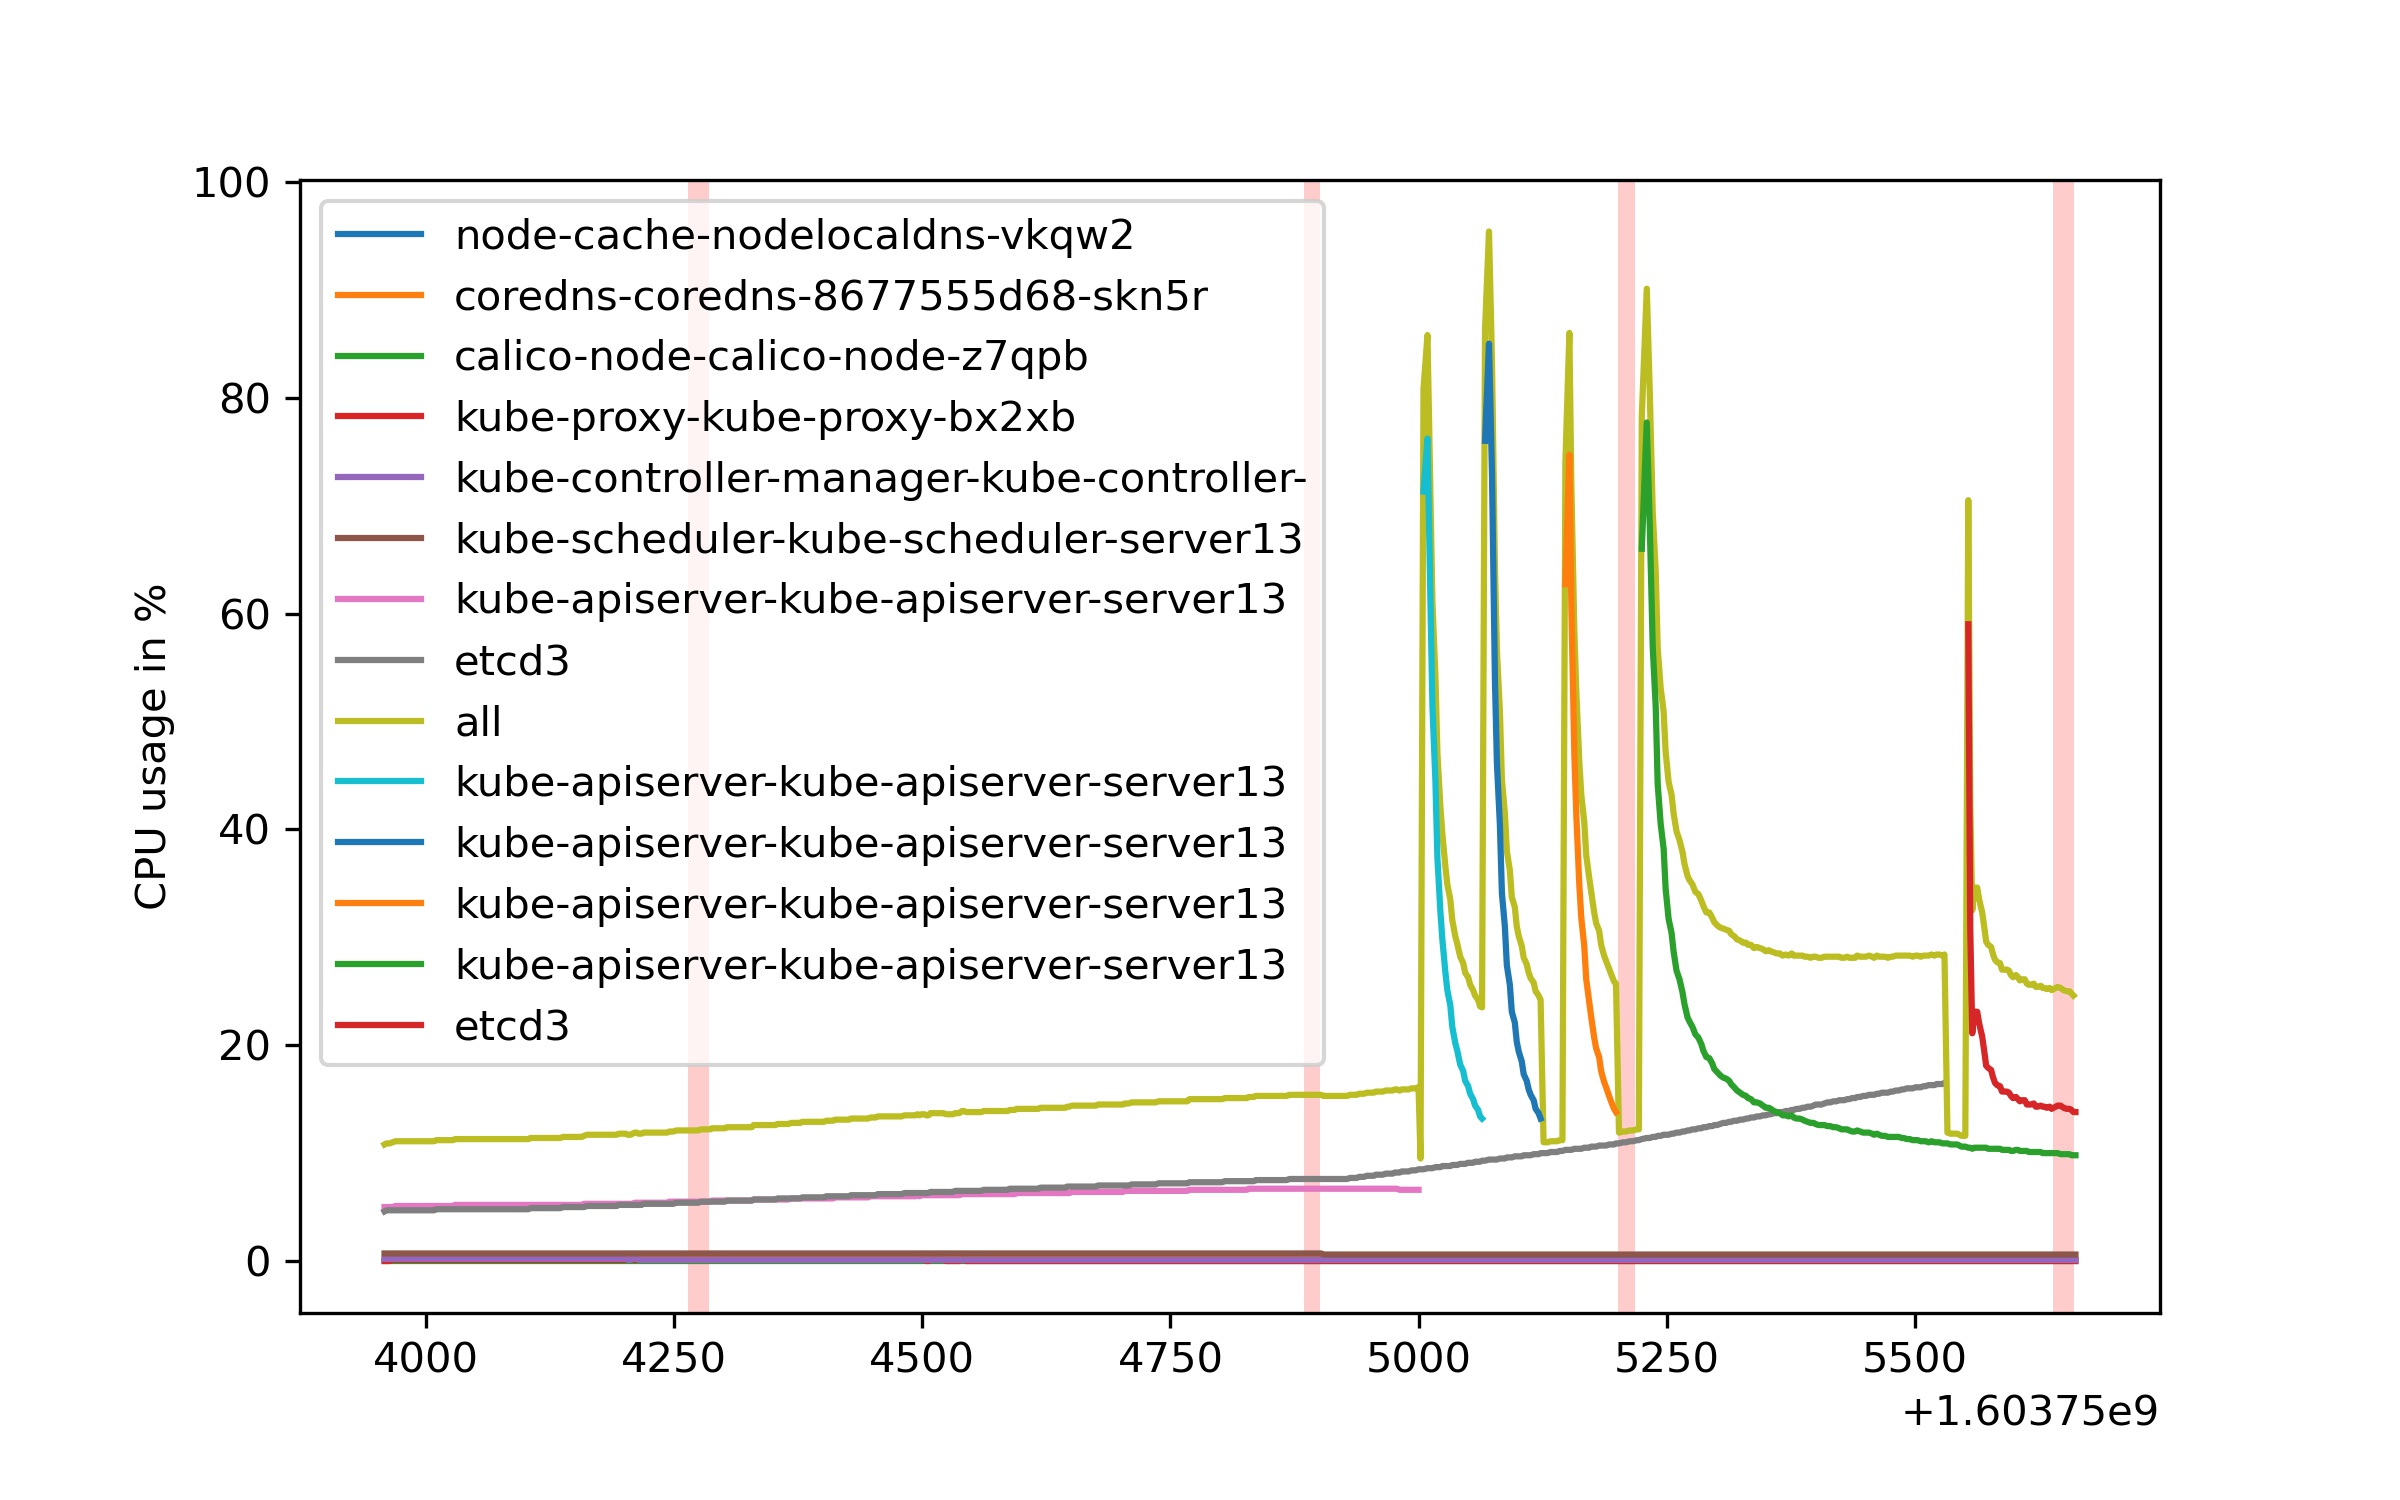 100
80
60
40
20
0
CPU usage in %
node-cache-nodelocaldns-vkqw2
coredns-coredns-8677555d68-skn5r
calico-node-calico-node-z7qpb
kube-proxy-kube-proxy-bx2xb
kube-controller-manager-kube-controller-
kube-scheduler-kube-scheduler-server13
kube-apiserver-kube-apiserver-server13
etcd3
all
kube-apiserver-kube-apiserver-server13
kube-apiserver-kube-apiserver-server13
kube-apiserver-kube-apiserver-server13
kube-apiserver-kube-apiserver-server13
etcd3
4000 4250 4500 4750 5000 5250 5500
+1.60375e9